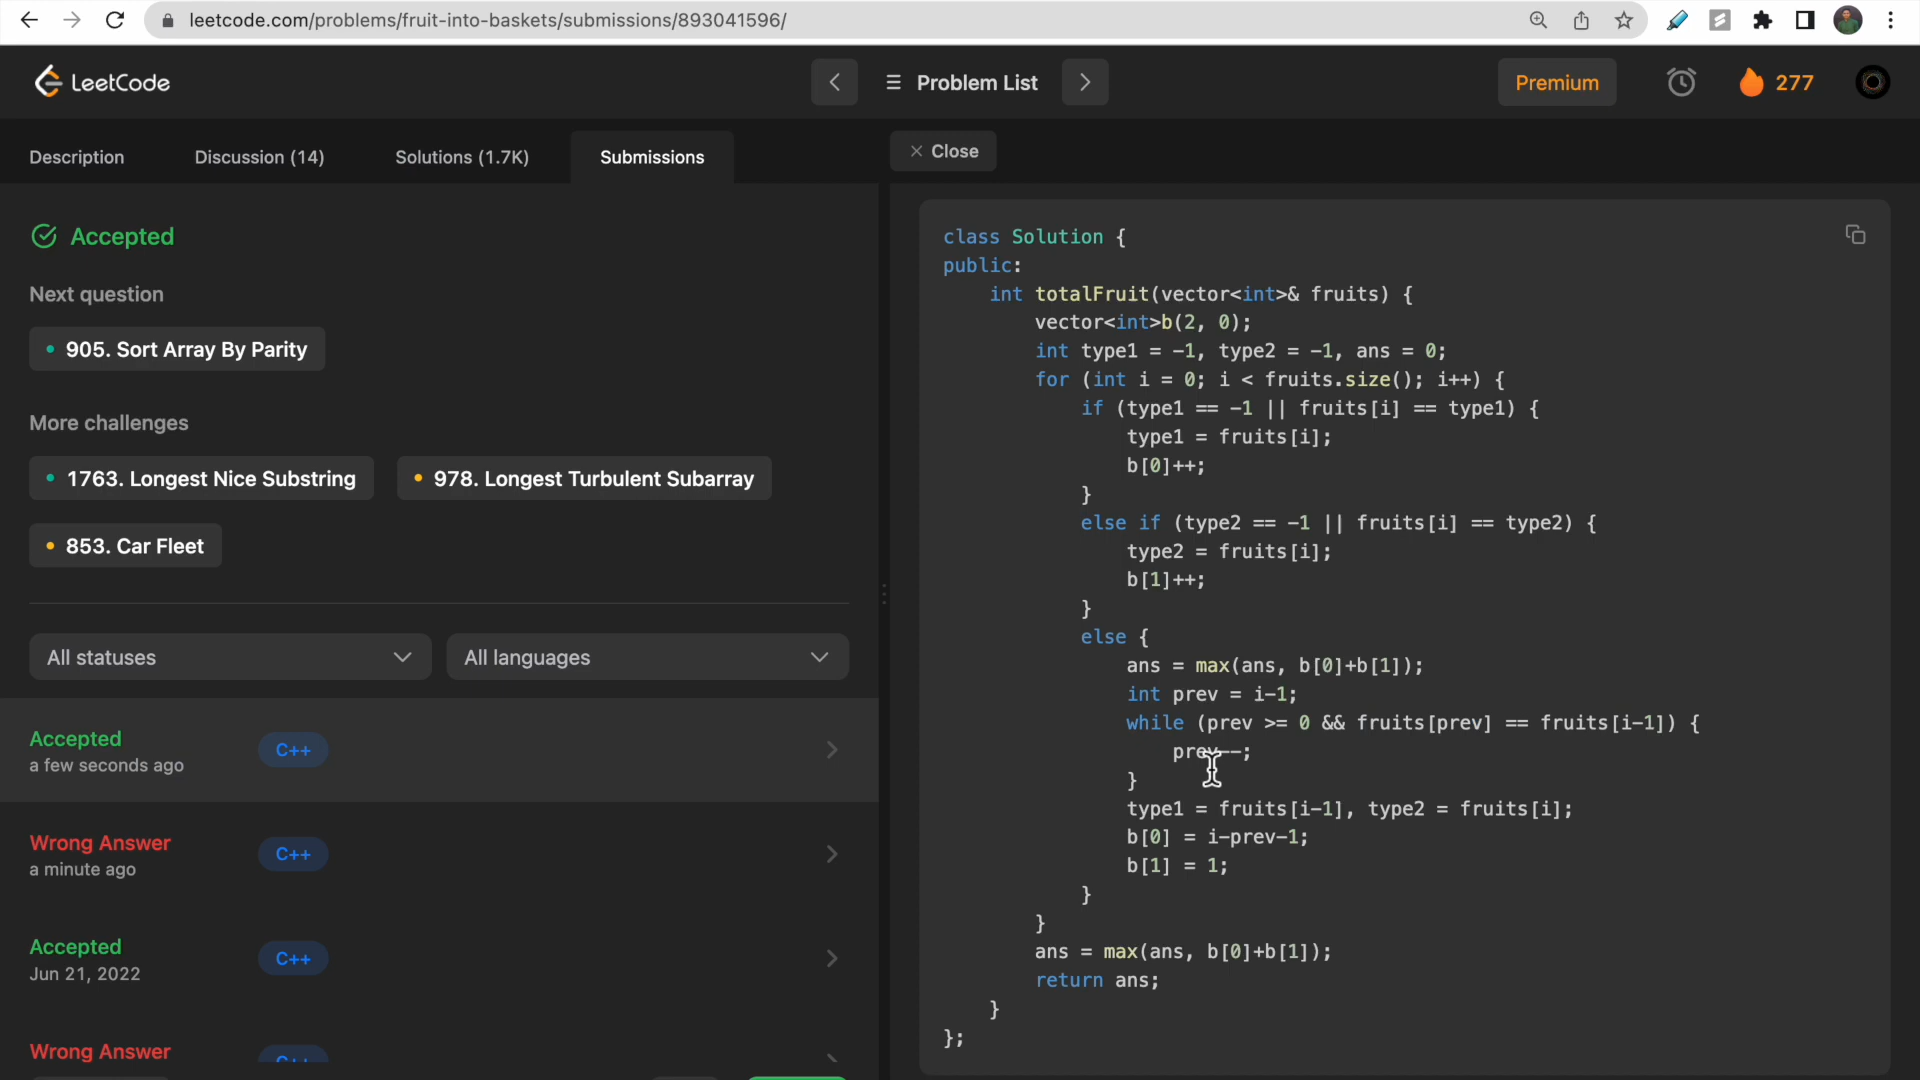 leetcode.com/problems/fruit-into-baskets/submissions/893041596/
LeetCode
Problem List
Premium
277
Description
Discussion (14)
Solutions (1.7K)
Submissions
Close
Accepted
Next question
905. Sort Array By Parity
More challenges
1763. Longest Nice Substring
978. Longest Turbulent Subarray
853. Car Fleet
All statuses
All languages
Accepted
a few seconds ago
C++
Wrong Answer
a minute ago
C++
Accepted
Jun 21, 2022
C++
Wrong Answer
C++
class Solution {
public:
    int totalFruit(vector<int>& fruits) {
        vector<int>b(2, 0);
        int type1 = -1, type2 = -1, ans = 0;
        for (int i = 0; i < fruits.size(); i++) {
            if (type1 == -1 || fruits[i] == type1) {
                type1 = fruits[i];
                b[0]++;
            }
            else if (type2 == -1 || fruits[i] == type2) {
                type2 = fruits[i];
                b[1]++;
            }
            else {
                ans = max(ans, b[0]+b[1]);
                int prev = i-1;
                while (prev >= 0 && fruits[prev] == fruits[i-1]) {
                    prev--;
                }
                type1 = fruits[i-1], type2 = fruits[i];
                b[0] = i-prev-1;
                b[1] = 1;
            }
        }
        ans = max(ans, b[0]+b[1]);
        return ans;
    }
};